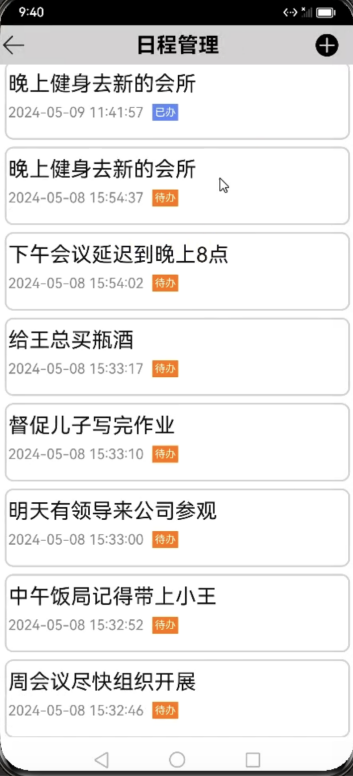 9:40
日程管理
晚上健身去新的会所
2024-05-09 11:41:57 已办
晚上健身去新的会所
2024-05-08 15:54:37 待办
下午会议延迟到晚上8点
2024-05-08 15:54:02 待办
给王总买瓶酒
2024-05-08 15:33:17 待办
督促儿子写完作业
2024-05-08 15:33:10 待办
明天有领导来公司参观
2024-05-08 15:33:00 待办
中午饭局记得带上小王
2024-05-08 15:32:52 待办
周会议尽快组织开展
2024-05-08 15:32:46 待办